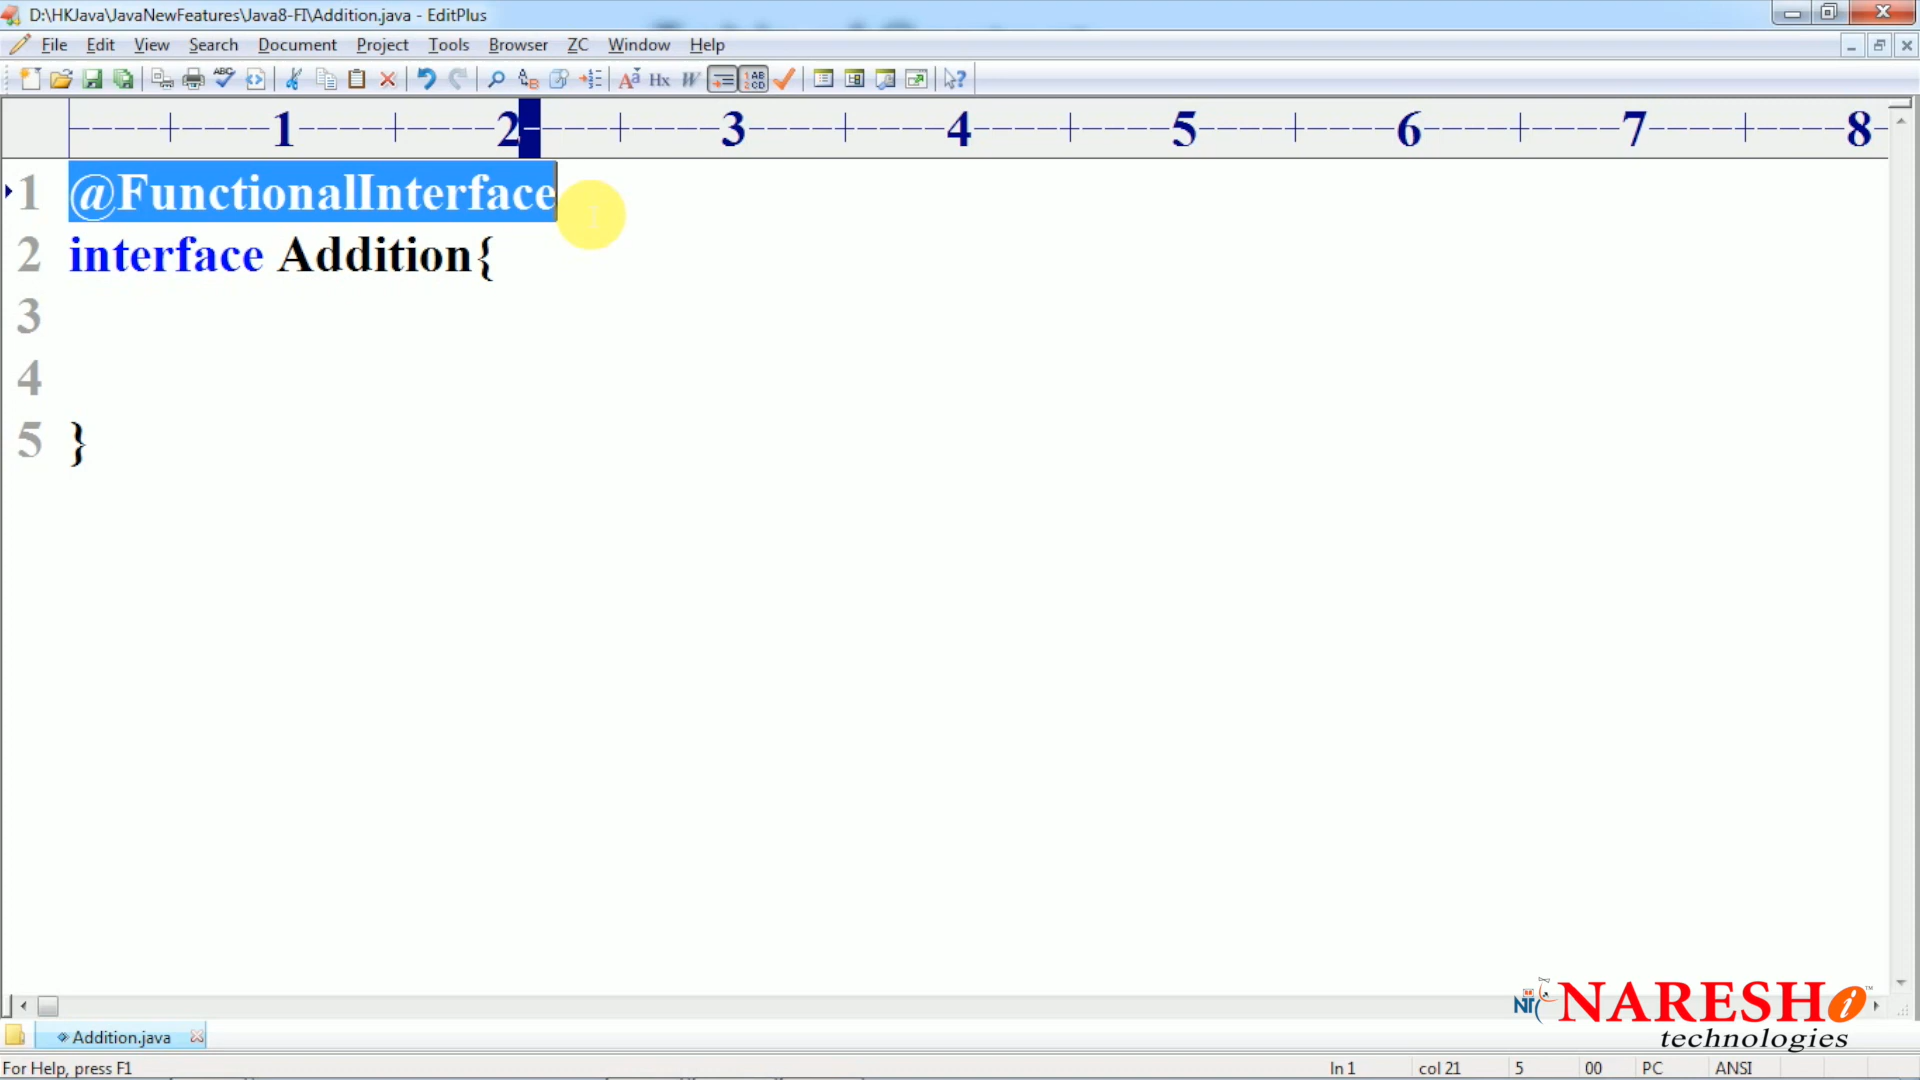 D:\HKJava\JavaNewFeatures\Java8-FI\Addition.java - EditPlus
File Edit View Search Document Project Tools Browser ZC Window Help
----+----1----+----2----+----3----+----4----+----5----+----6----+----7----+----8-
1 @FunctionalInterface
2 interface Addition{
3
4
5 }
NARESHi
technologies
Addition.java
For Help, press F1 ln 1 col 21 5 00 PC ANSI